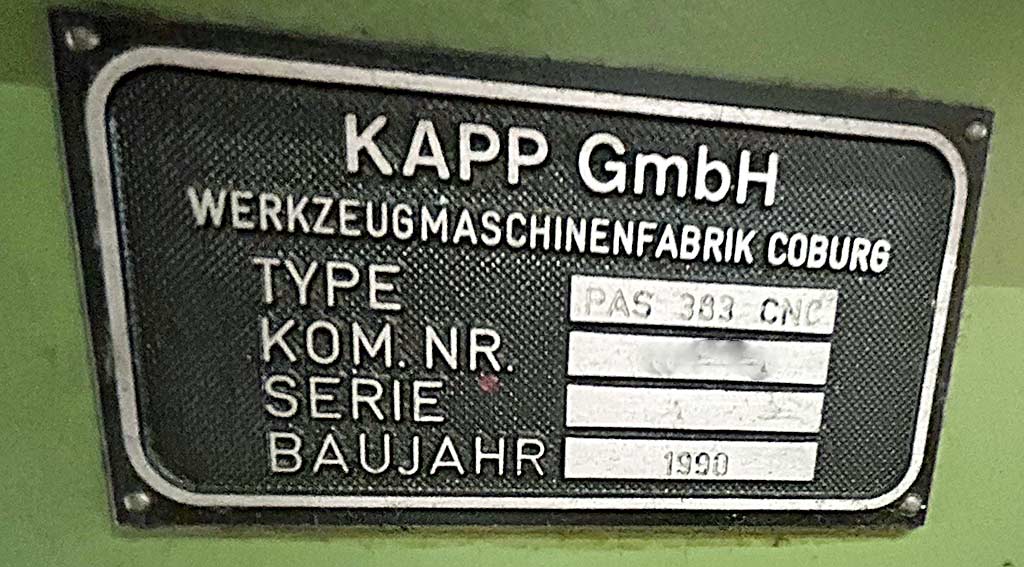 KAPP GmbH
WERKZEUGMASCHINENFABRIK COBURG
TYPE PAS 383 CNC
KOM. NR.
SERIE
BAUJAHR 1990